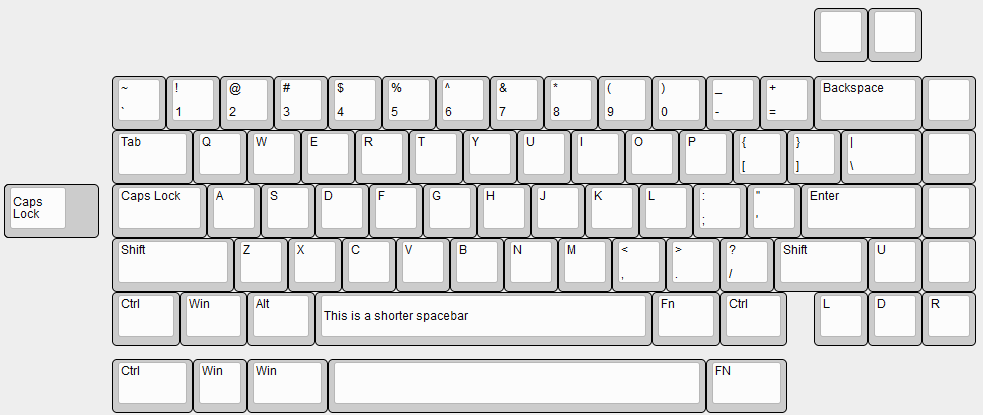 ~ ! @ # $ % ^ & * ( ) _ + Backspace
` 1 2 3 4 5 6 7 8 9 0 - =
Tab Q W E R T Y U I O P { } |
[ ] \
Caps Lock
Caps Lock A S D F G H J K L : " Enter
; '
Shift Z X C V B N M < > ? Shift U
, . /
Ctrl Win Alt This is a shorter spacebar Fn Ctrl L D R
Ctrl Win Win FN